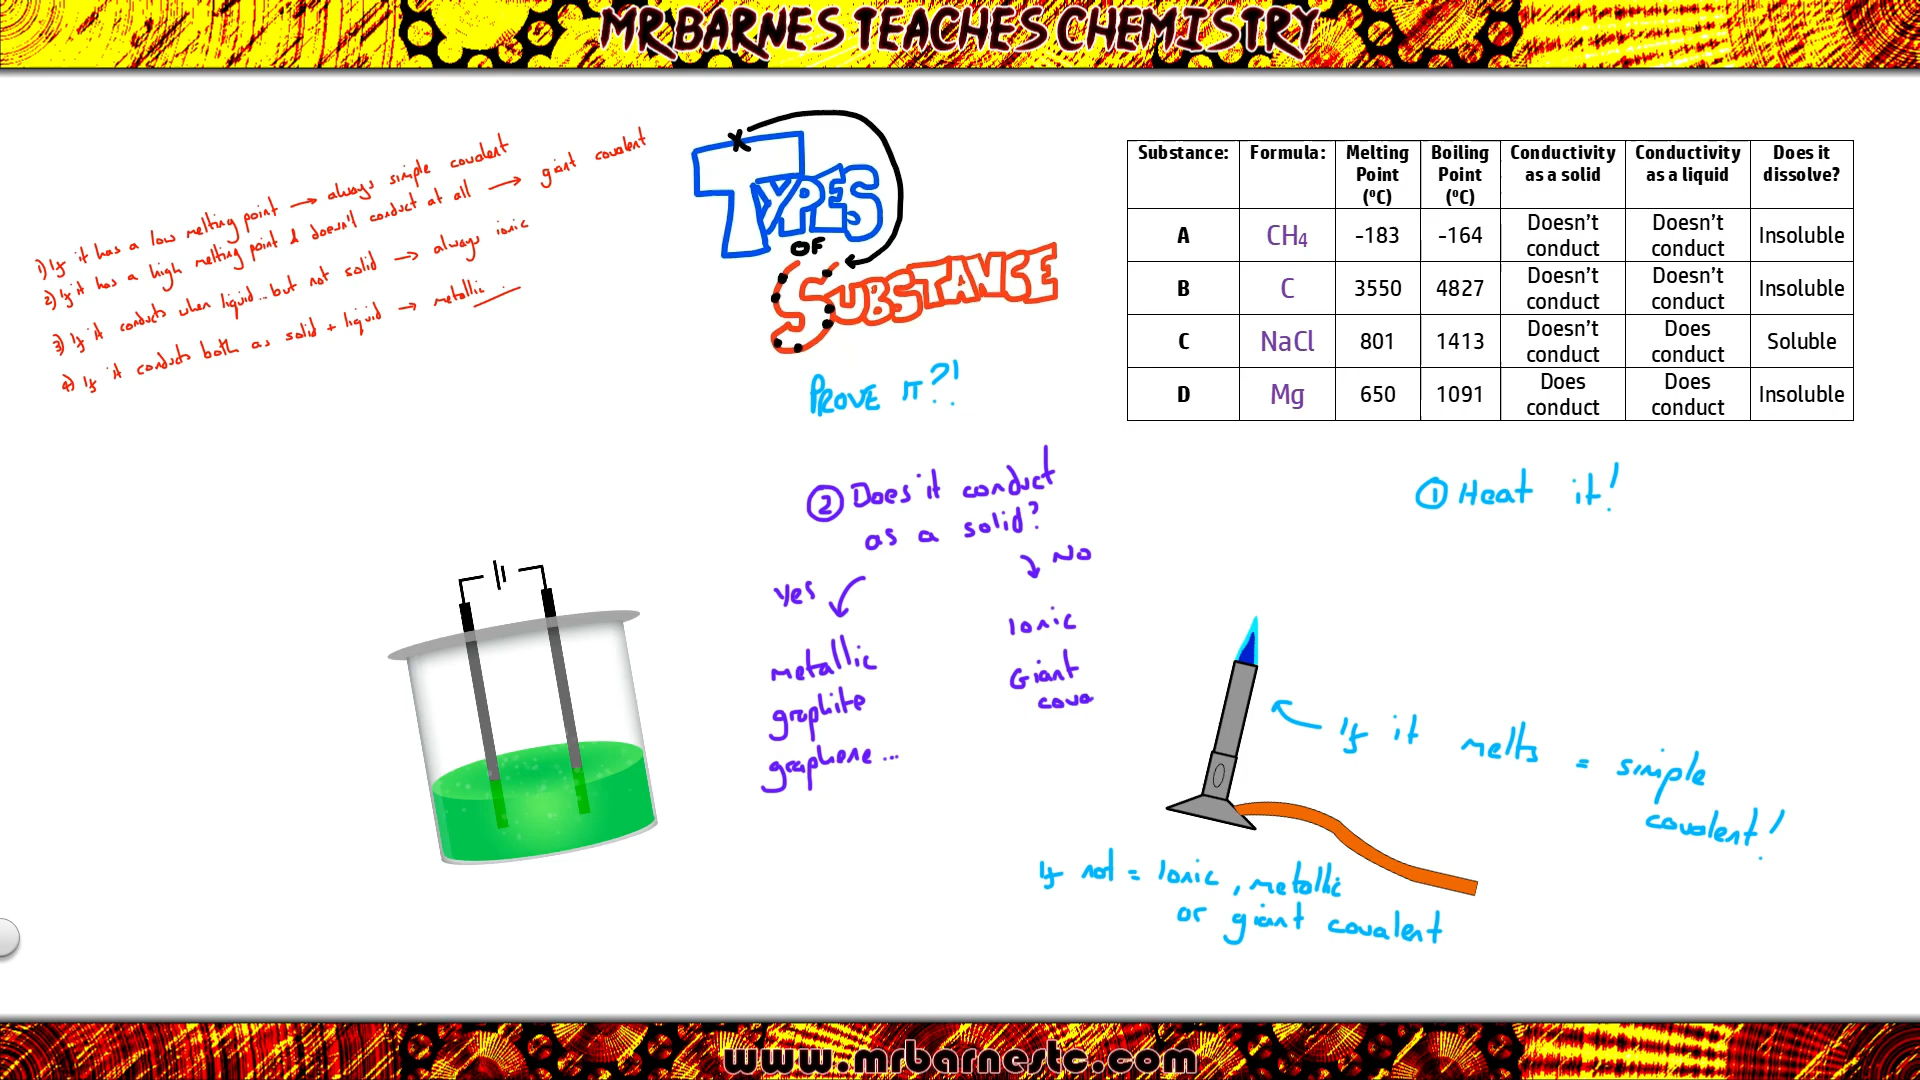 MRBARNES TEACHES CHEMISTRY
1) If it has a low melting point → always simple covalent
2) If it has a high melting point & doesn't conduct at all → giant covalent
3) If it conducts when liquid.. but not solid → always ionic
4) If it conducts both as solid + liquid → metallic
TYPES
OF
SUBSTANCE
PROVE IT?!
Substance: Formula: Melting Point (°C) Boiling Point (°C) Conductivity as a solid Conductivity as a liquid Does it dissolve?
A CH₄ -183 -164 Doesn't conduct Doesn't conduct Insoluble
B C 3550 4827 Doesn't conduct Doesn't conduct Insoluble
C NaCl 801 1413 Doesn't conduct Does conduct Soluble
D Mg 650 1091 Does conduct Does conduct Insoluble
① Heat it!
② Does it conduct
as a solid?
Yes
No
metallic
graphite
graphene...
Ionic
Giant
cova
If it melts = simple
covalent!
If not = Ionic, metallic
or giant covalent
www.mrbarnestc.com